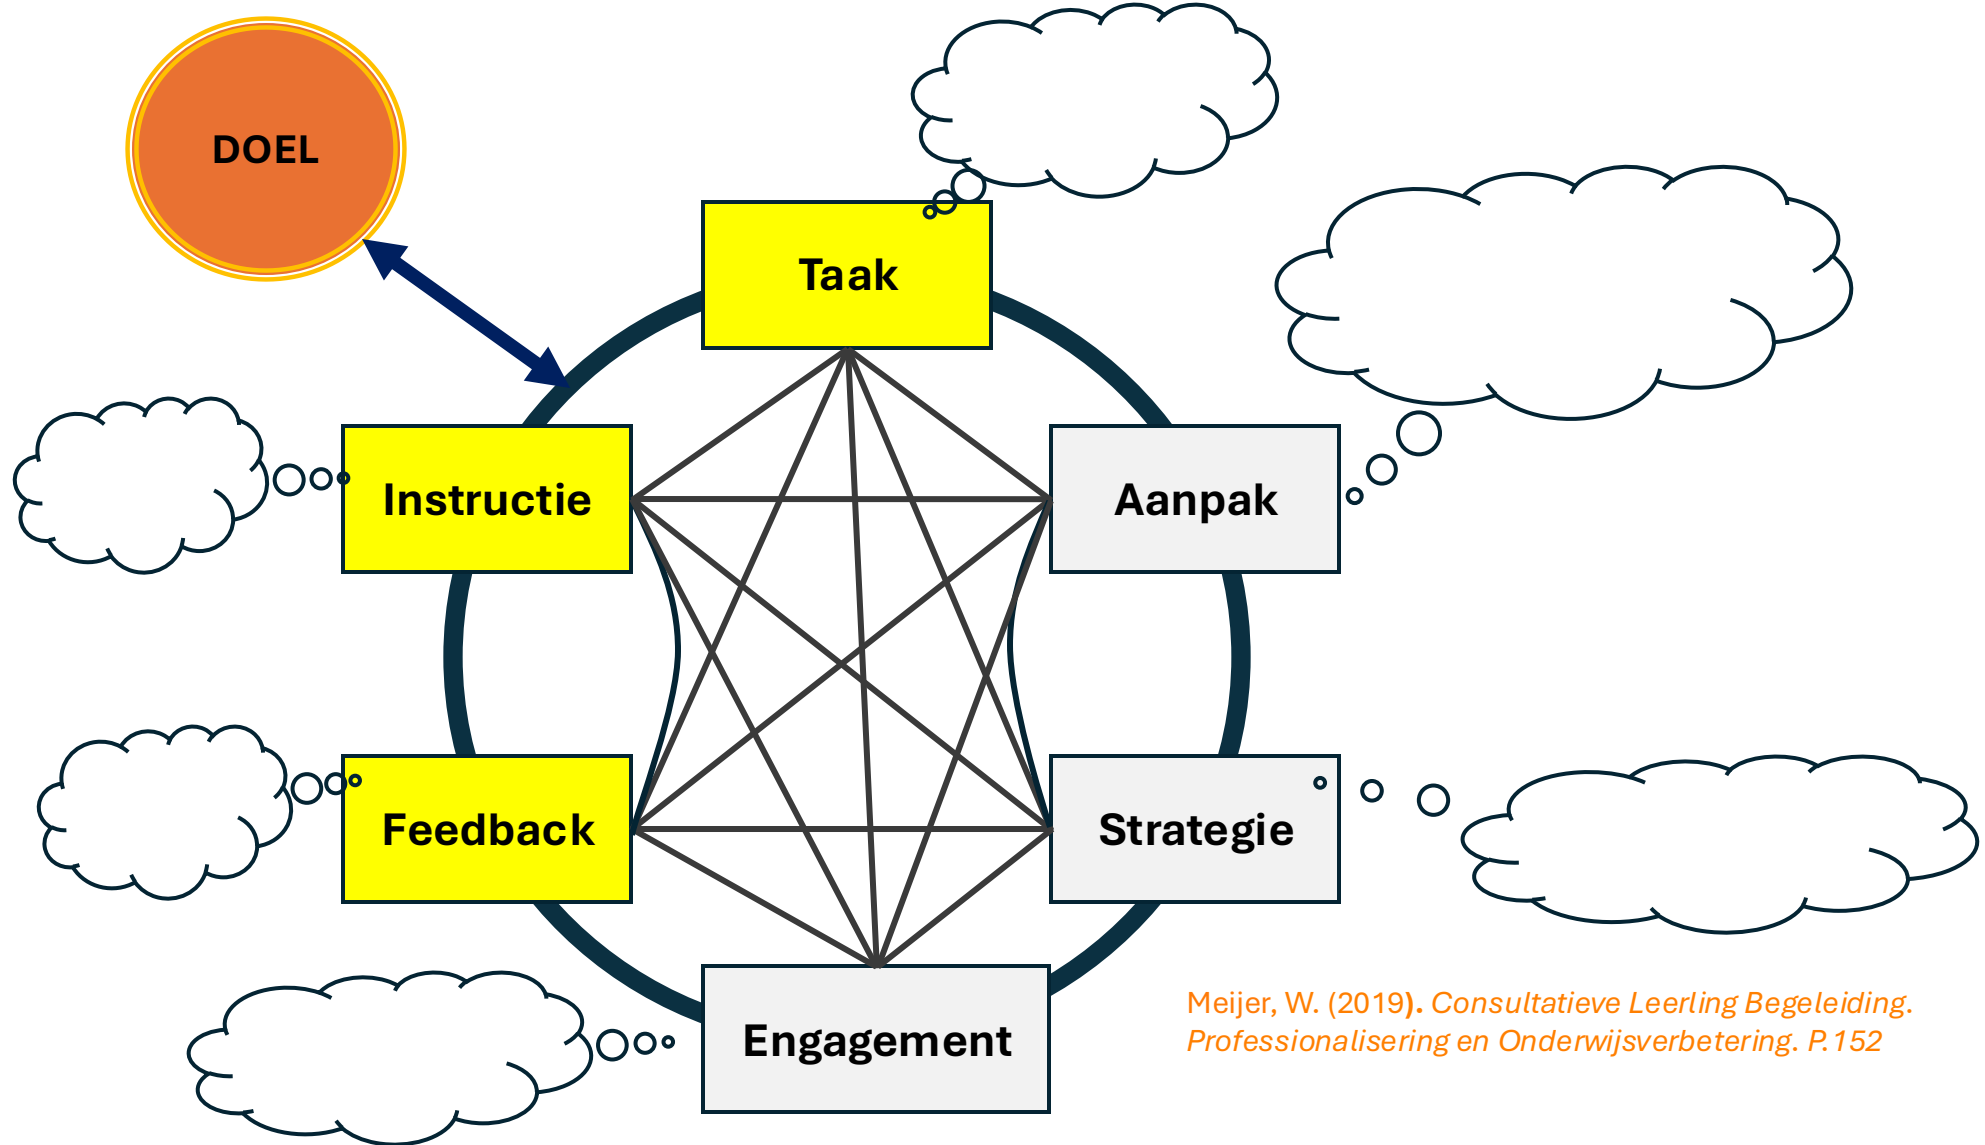 DOEL
Taak
Instructie
Aanpak
Feedback
Strategie
Engagement
Meijer, W. (2019). Consultatieve Leerling Begeleiding.
Professionalisering en Onderwijsverbetering. P.152